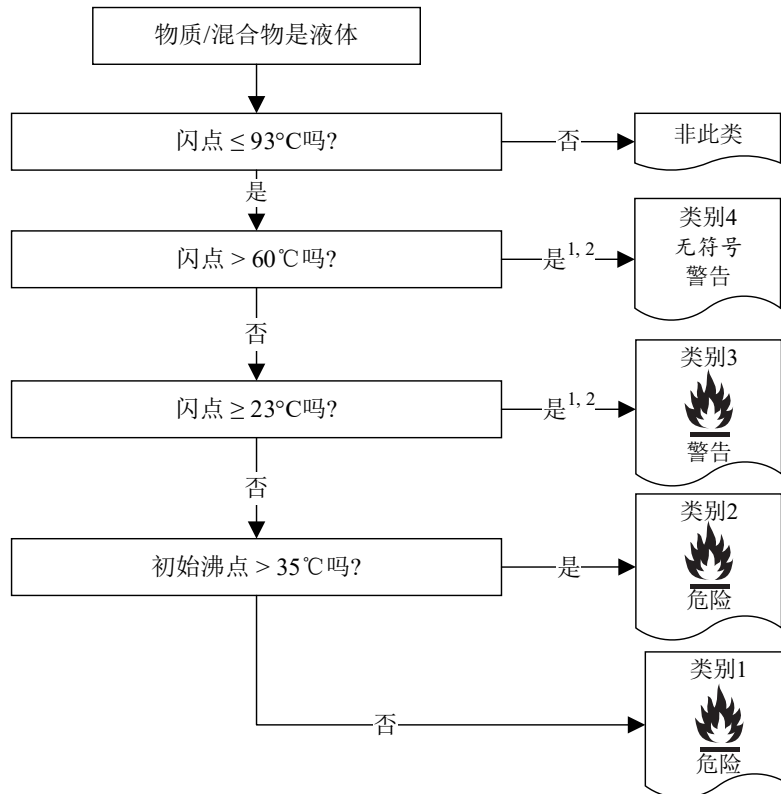 物质/混合物是液体
闪点 ≤ 93°C吗?
否
非此类
是
闪点 > 60℃吗?
是1, 2
类别4
无符号
警告
否
闪点 ≥ 23°C吗?
是1, 2
类别3
警告
否
初始沸点 > 35℃吗?
是
类别2
危险
否
类别1
危险